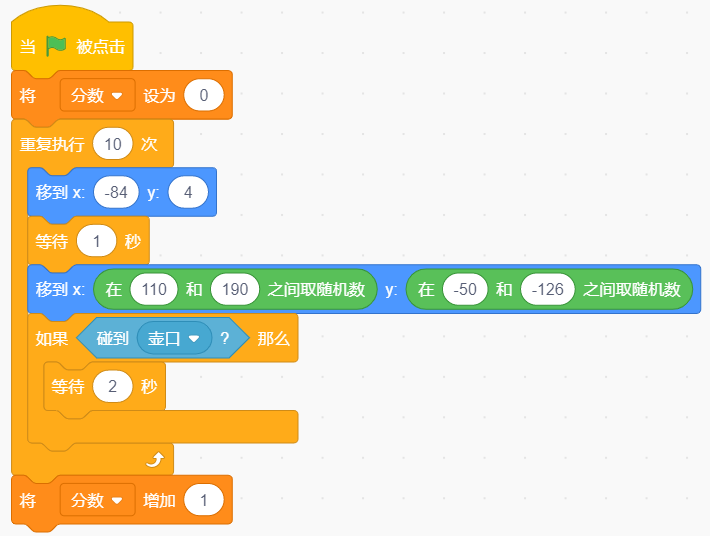 当 被点击
将 分数 设为 0
重复执行 10 次
移到 x: -84 y: 4
等待 1 秒
移到 x: 在 110 和 190 之间取随机数 y: 在 -50 和 -126 之间取随机数
如果 碰到 壶口 ? 那么
等待 2 秒
将 分数 增加 1